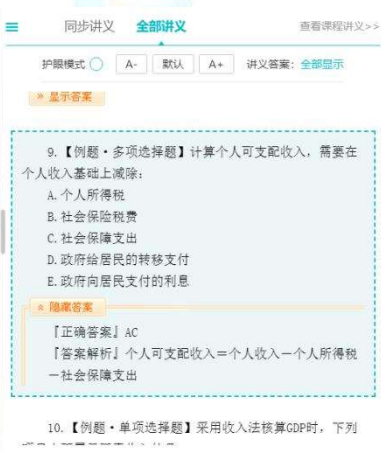 同步讲义 全部讲义 查看课程讲义>>
护眼模式 A- 默认 A+ 讲义答案：全部显示
» 显示答案
9.【例题·多项选择题】计算个人可支配收入，需要在
个人收入基础上减除：
A.个人所得税
B.社会保险税费
C.社会保障支出
D.政府给居民的转移支付
E.政府向居民支付的利息
隐藏答案
『正确答案』AC
『答案解析』个人可支配收入＝个人收入－个人所得税
－社会保障支出
10.【例题·单项选择题】采用收入法核算GDP时，下列